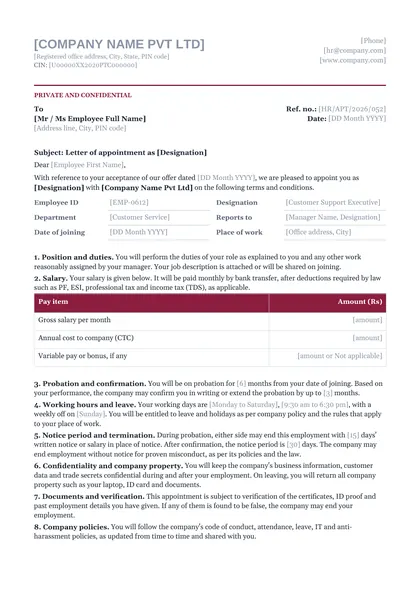 [COMPANY NAME PVT LTD]
[Registered office address, City, State, PIN code]
CIN: [U00000XX2020PTC000000]
[Phone]
[hr@company.com]
[www.company.com]
PRIVATE AND CONFIDENTIAL
To
[Mr / Ms Employee Full Name]
[Address line, City, PIN code]
Ref. no.: [HR/APT/2026/052]
Date: [DD Month YYYY]
Subject: Letter of appointment as [Designation]
Dear [Employee First Name],
With reference to your acceptance of our offer dated [DD Month YYYY], we are pleased to appoint you as
[Designation] with [Company Name Pvt Ltd] on the following terms and conditions.
Employee ID [EMP-0612] Designation [Customer Support Executive]
Department [Customer Service] Reports to [Manager Name, Designation]
Date of joining [DD Month YYYY] Place of work [Office address, City]
1. Position and duties. You will perform the duties of your role as explained to you and any other work
reasonably assigned by your manager. Your job description is attached or will be shared on joining.
2. Salary. Your salary is given below. It will be paid monthly by bank transfer, after deductions required by law
such as PF, ESI, professional tax and income tax (TDS), as applicable.
Pay item Amount (Rs)
Gross salary per month [amount]
Annual cost to company (CTC) [amount]
Variable pay or bonus, if any [amount or Not applicable]
3. Probation and confirmation. You will be on probation for [6] months from your date of joining. Based on
your performance, the company may confirm you in writing or extend the probation by up to [3] months.
4. Working hours and leave. Your working days are [Monday to Saturday], [9:30 am to 6:30 pm], with a
weekly off on [Sunday]. You will be entitled to leave and holidays as per company policy and the rules that apply
to your place of work.
5. Notice period and termination. During probation, either side may end this employment with [15] days'
written notice or salary in place of notice. After confirmation, the notice period is [30] days. The company may
end employment without notice for proven misconduct, as per its policies and the law.
6. Confidentiality and company property. You will keep the company's business information, customer
data and trade secrets confidential during and after your employment. On leaving, you will return all company
property such as your laptop, ID card and documents.
7. Documents and verification. This appointment is subject to verification of the certificates, ID proof and
past employment details you have given. If any of them is found to be false, the company may end your
employment.
8. Company policies. You will follow the company's code of conduct, attendance, leave, IT and anti-
harassment policies, as updated from time to time and shared with you.